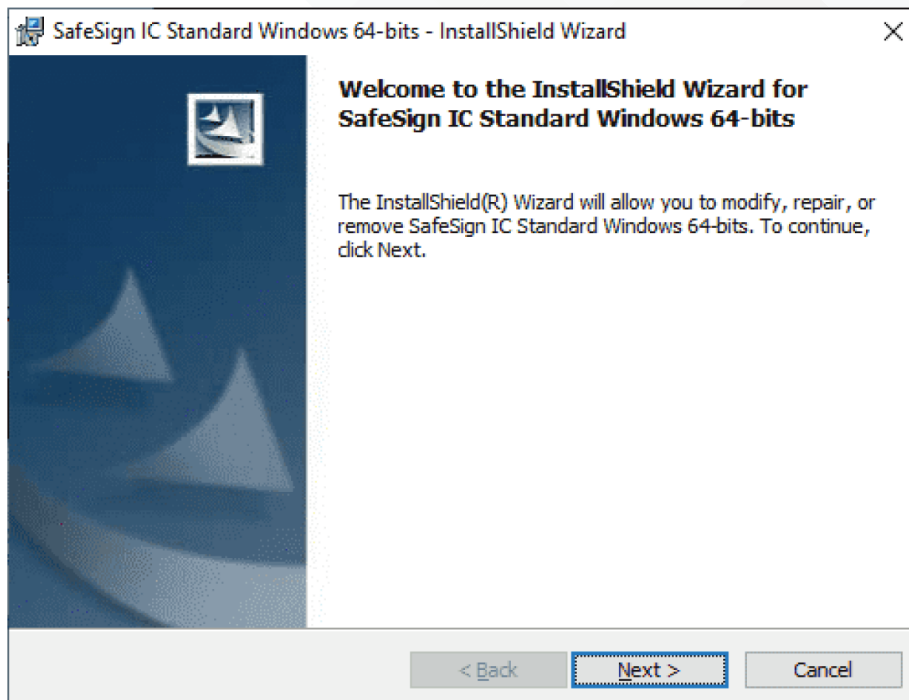 SafeSign IC Standard Windows 64-bits - InstallShield Wizard
Welcome to the InstallShield Wizard for
SafeSign IC Standard Windows 64-bits
The InstallShield(R) Wizard will allow you to modify, repair, or
remove SafeSign IC Standard Windows 64-bits. To continue,
click Next.
< Back
Next >
Cancel